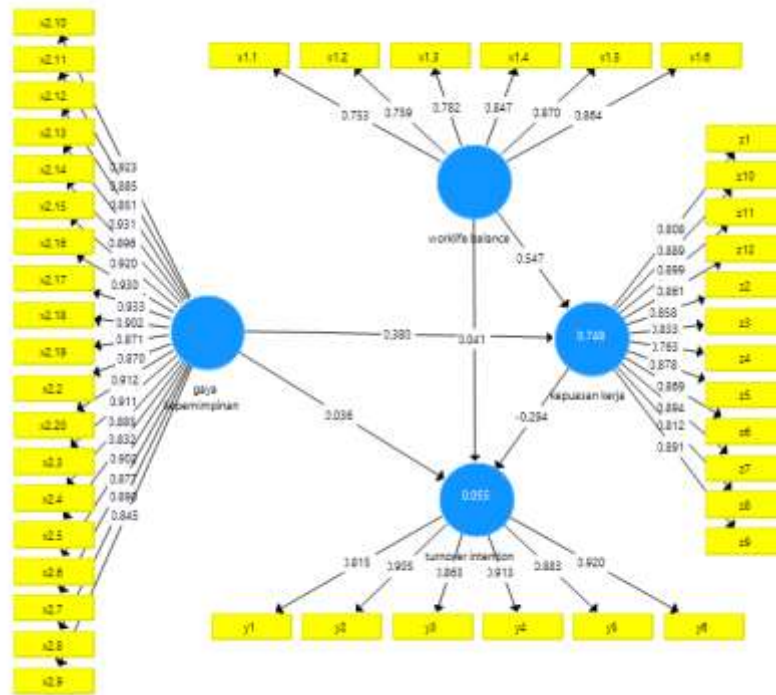 x2.10
x2.11
x2.12
x2.13
x2.14
x2.15
x2.16
x2.17
x2.18
x2.19
x2.2
x2.20
x2.3
x2.4
x2.5
x2.6
x2.7
x2.8
x2.9
0.923
0.885
0.931
0.896
0.920
0.930
0.933
0.902
0.871
0.870
0.912
0.911
0.832
0.902
0.877
0.845
gaya
kepemimpinan
x1.1
x1.2
x1.3
x1.4
x1.5
x1.6
0.753
0.759
0.782
0.847
0.870
0.864
worklife balance
0.547
0.041
0.036
-0.294
z1
z10
z11
z12
z2
z3
z4
z5
z6
z7
z8
z9
0.808
0.889
0.899
0.861
0.858
0.833
0.763
0.878
0.869
0.894
0.812
0.891
0.749
kepuasan kerja
0.055
turnover intention
0.815
0.905
0.863
0.913
0.883
0.920
y1
y2
y3
y4
y5
y6